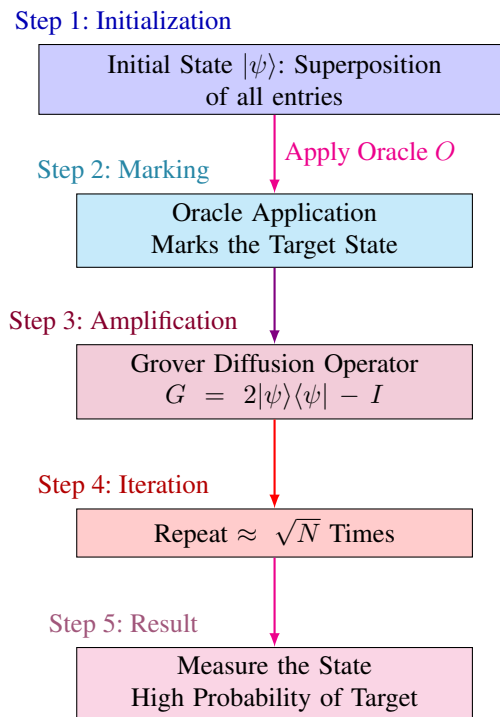 Step 1: Initialization
Initial State |ψ⟩: Superposition
of all entries
Apply Oracle O
Step 2: Marking
Oracle Application
Marks the Target State
Step 3: Amplification
Grover Diffusion Operator
G = 2|ψ⟩⟨ψ| − I
Step 4: Iteration
Repeat ≈ √N Times
Step 5: Result
Measure the State
High Probability of Target